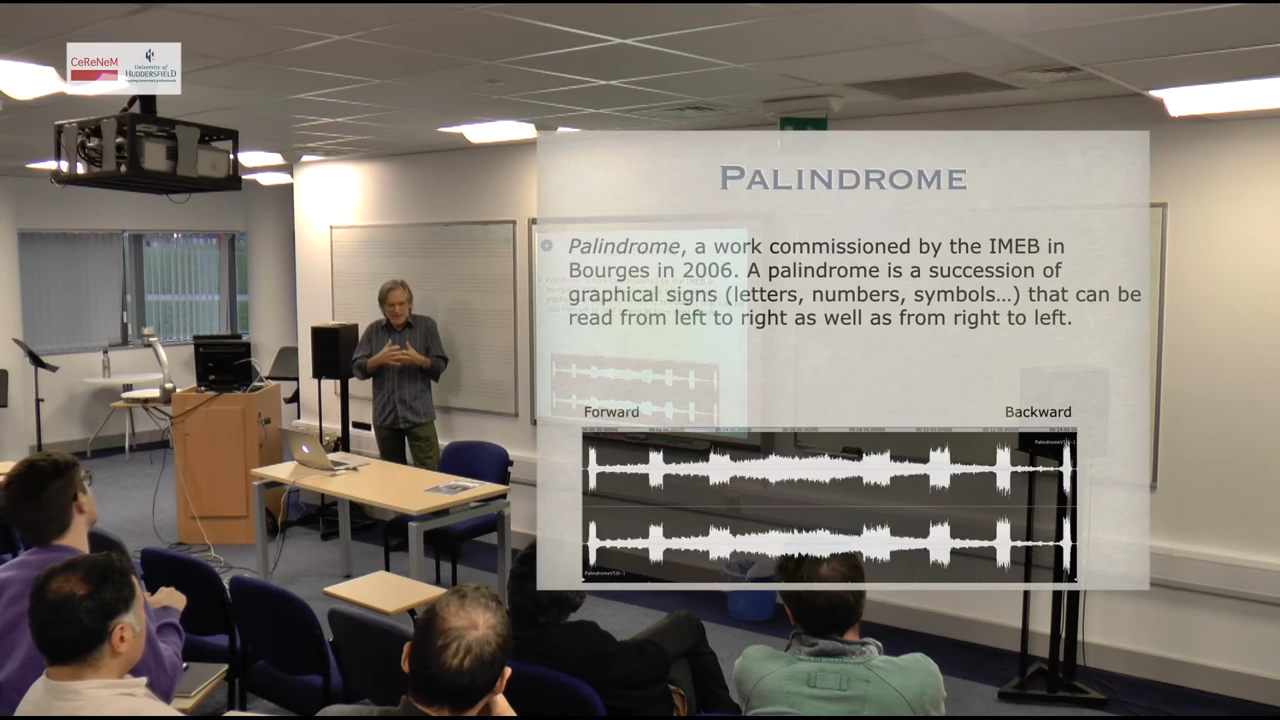 CeReNeM
University of
HUDDERSFIELD
PALINDROME
Palindrome, a work commissioned by the IMEB in
Bourges in 2006. A palindrome is a succession of
graphical signs (letters, numbers, symbols...) that can be
read from left to right as well as from right to left.
Forward
Backward